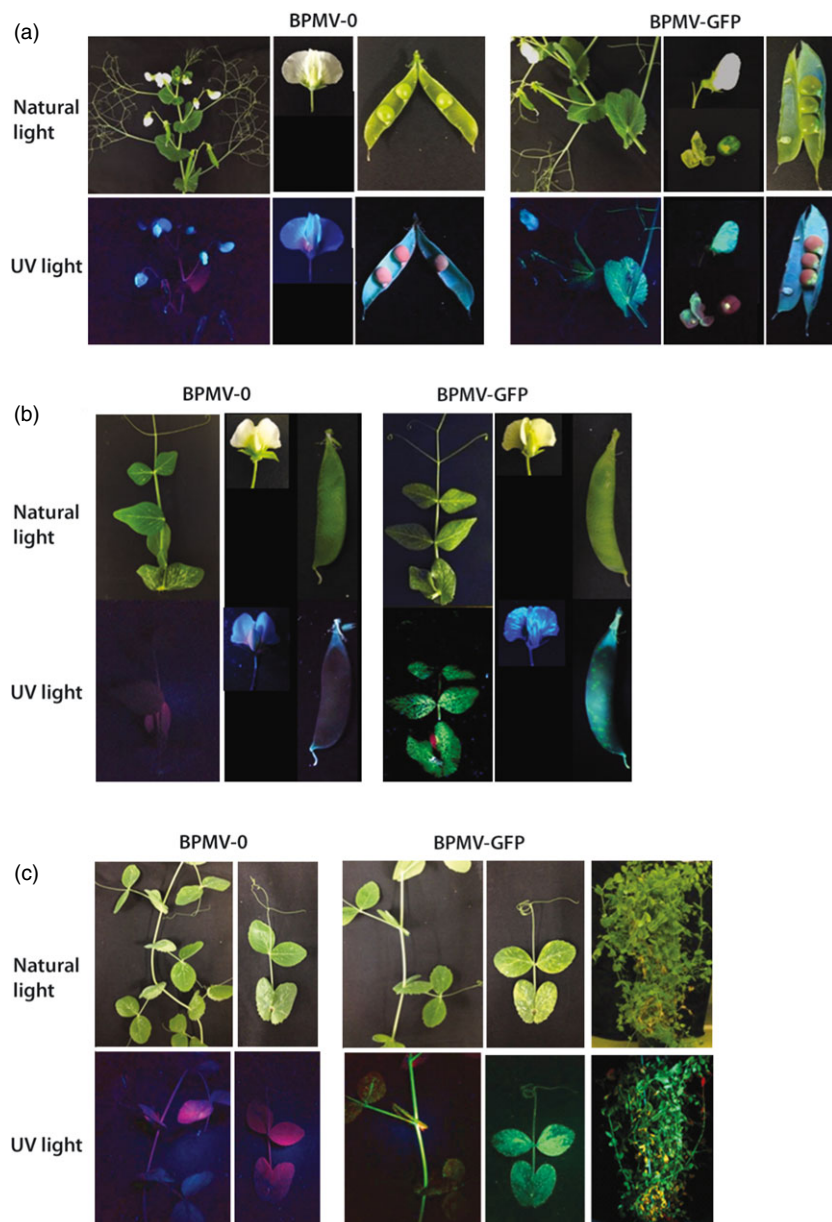 (a)
BPMV-0
BPMV-GFP
Natural
light
UV light
(b)
BPMV-0
BPMV-GFP
Natural
light
UV light
(c)
BPMV-0
BPMV-GFP
Natural
light
UV light